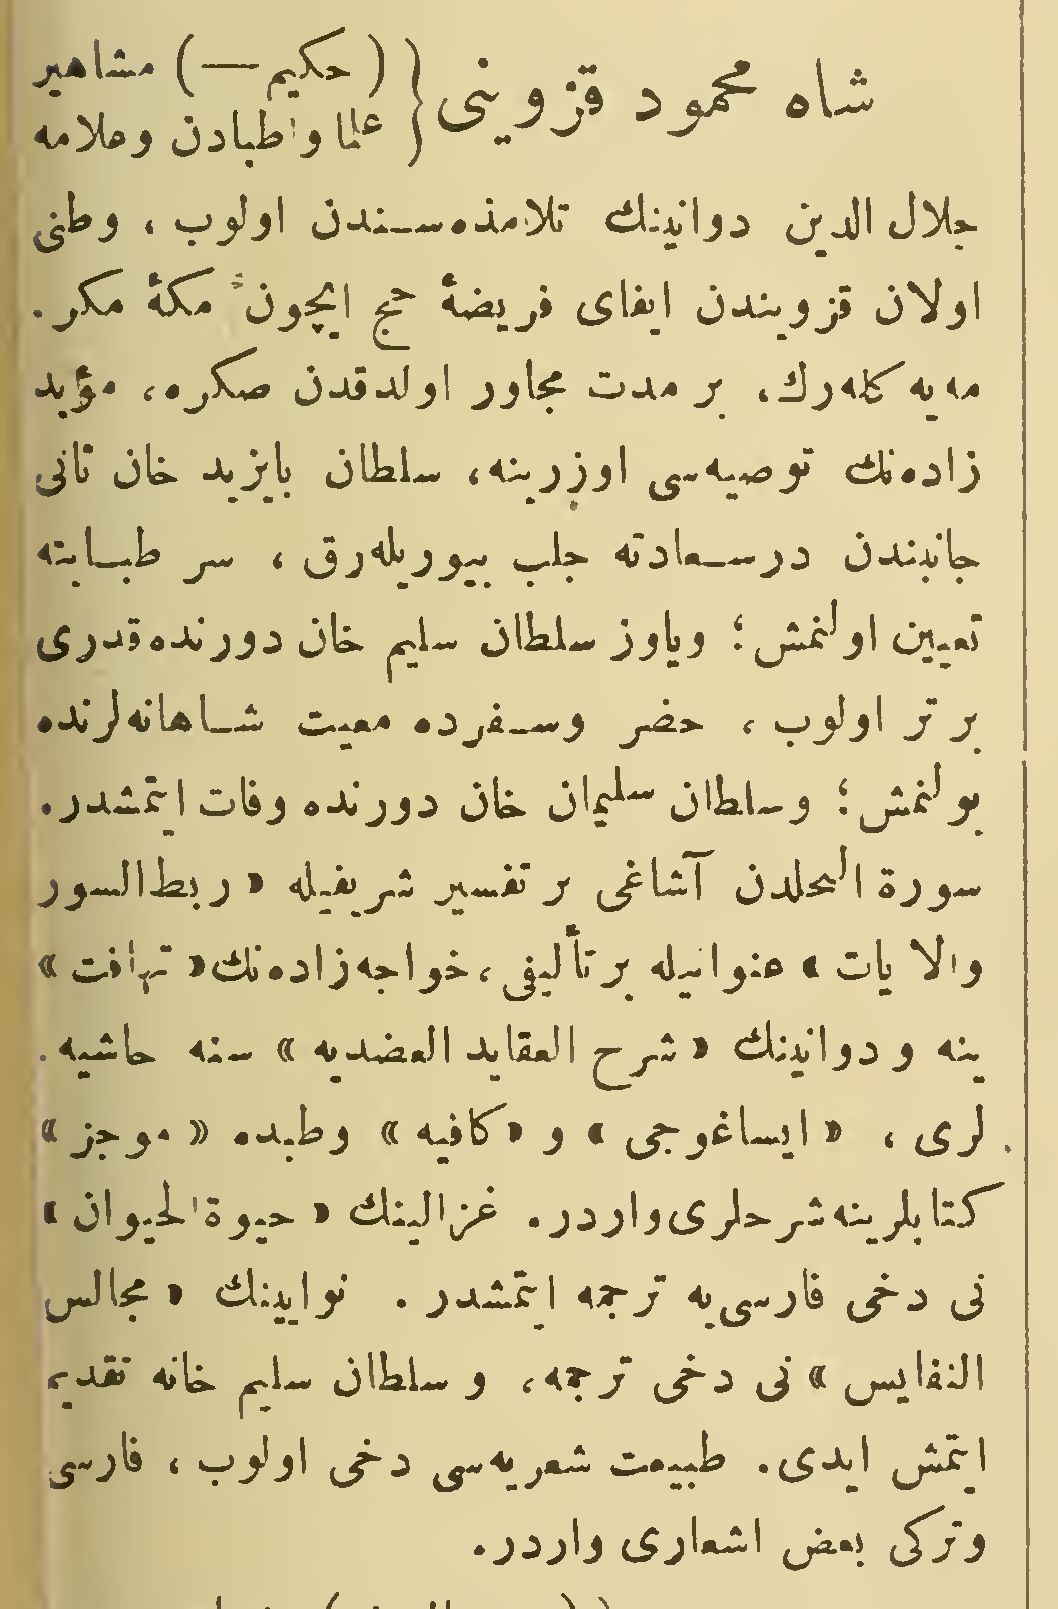 شاه محمود قزوینی { (حکیم —) مشاهیر
علما واطبادن وعلامه
جلال الدین دوانینك تلامذه‌سندن اولوب ، وطنی
اولان قزویندن ایفای فریضهٔ حج ایچون مکهٔ مکر.
مه‌یه کله‌رك، بر مدت مجاور اولدقدن صکره، مؤید
زاده‌نك توصیه‌سی اوزرینه، سلطان بایزید خان ثانی
جانبندن درسعادته جلب بیوریله‌رق ، سر طبابته
تعیین اولنمش ؛ ویاوز سلطان سلیم خان دورنده قدری
برتر اولوب ، حضر وسفرده معیت شاهانه‌لرنده
بولنمش ؛ وسلطان سلیمان خان دورنده وفات ایتمشدر.
سورة النحلدن آشاغی بر تفسیر شریفیله « ربط السور
والایات » عنوانیله بر تألیفی ، خواجه‌زاده‌نك « تهافت »
ینه و دوانینك « شرح العقاید العضدیه » سنه حاشیه.
لری ، « ایساغوجی » و « کافیه » وطبده « موجز »
کتابلرینه شرحلری واردر. غزالینك « حیوة الحیوان »
نی دخی فارسی‌یه ترجمه ایتمشدر . نوایینك « مجالس
النفایس » نی دخی ترجمه، و سلطان سلیم خانه تقدیم
ایتمش ایدی. طبیعت شعریه‌سی دخی اولوب ، فارسی
وترکی بعض اشعاری واردر.